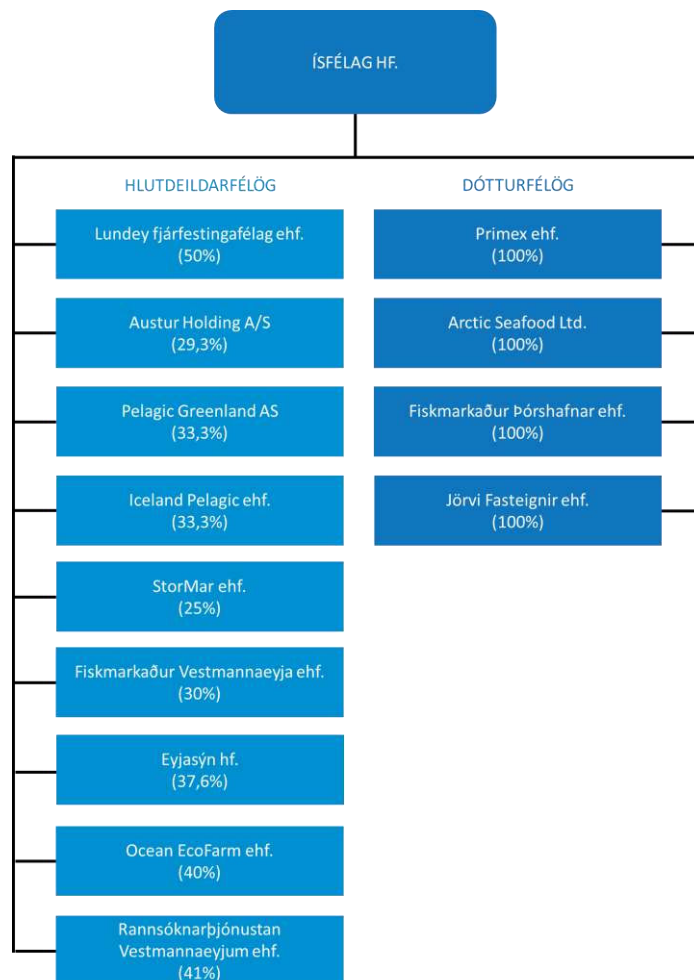 ÍSFÉLAG HF.
HLUTDEILDARFÉLÖG
Lundey fjárfestingafélag ehf.
(50%)
Austur Holding A/S
(29,3%)
Pelagic Greenland AS
(33,3%)
Iceland Pelagic ehf.
(33,3%)
StorMar ehf.
(25%)
Fiskmarkaður Vestmannaeyja ehf.
(30%)
Eyjasýn hf.
(37,6%)
Ocean EcoFarm ehf.
(40%)
Rannsóknarþjónustan
Vestmannaeyjum ehf.
(41%)
DÓTTURFÉLÖG
Primex ehf.
(100%)
Arctic Seafood Ltd.
(100%)
Fiskmarkaður Þórshafnar ehf.
(100%)
Jörvi Fasteignir ehf.
(100%)